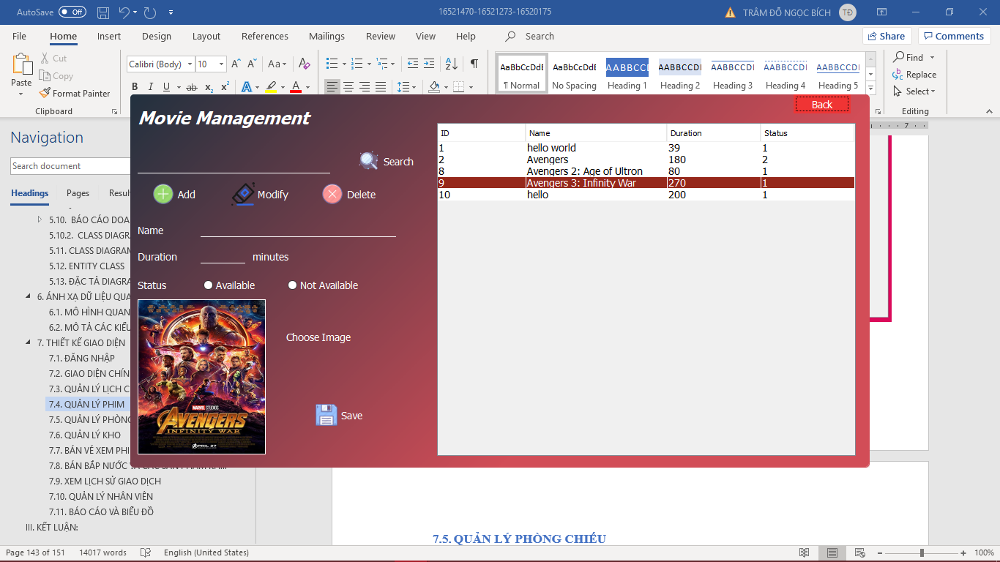 AutoSave Off 16521470-16521273-16520175 TRÂM ĐỖ NGỌC BÍCH TĐ
File Home Insert Design Layout References Mailings Review View Help Search Share Comments
Paste Cut Copy Format Painter
Clipboard
Calibri (Body) 10 Aa
B I U ab x₂ x² A A
AaBbCcDdE AaBbCcDdE AABBCCI AABBCCDI AABBCCDI AABBCCDI AABBCCDI
¶ Normal No Spacing Heading 1 Heading 2 Heading 3 Heading 4 Heading 5
Find
Replace
Select
Editing
Navigation
Search document
Headings Pages Resul
5.10. BÁO CÁO DOA
5.10.2. CLASS DIAGRA
5.11. CLASS DIAGRAM
5.12. ENTITY CLASS
5.13. ĐẶC TẢ DIAGRA
6. ÁNH XẠ DỮ LIỆU QUA
6.1. MÔ HÌNH QUAN
6.2. MÔ TẢ CÁC KIỂU
7. THIẾT KẾ GIAO DIỆN
7.1. ĐĂNG NHẬP
7.2. GIAO DIỆN CHÍN
7.3. QUẢN LÝ LỊCH C
7.4. QUẢN LÝ PHIM
7.5. QUẢN LÝ PHÒNG
7.6. QUẢN LÝ KHO
7.7. BÁN VÉ XEM PHI
7.8. BÁN BẮP NƯỚC VÀ CÁC SẢN PHẨM KHÁC
7.9. XEM LỊCH SỬ GIAO DỊCH
7.10. QUẢN LÝ NHÂN VIÊN
7.11. BÁO CÁO VÀ BIỂU ĐỒ
III. KẾT LUẬN:
Movie Management
Back
Search
Add Modify Delete
Name
Duration minutes
Status Available Not Available
MARVEL STUDIOS
AVENGERS
INFINITY WAR
APRIL 27
Choose Image
Save
ID Name Duration Status
1 hello world 39 1
2 Avengers 180 2
8 Avengers 2: Age of Ultron 80 1
9 Avengers 3: Infinity War 270 1
10 hello 200 1
7
7.5. QUẢN LÝ PHÒNG CHIẾU
Page 143 of 151 14017 words English (United States) 100%